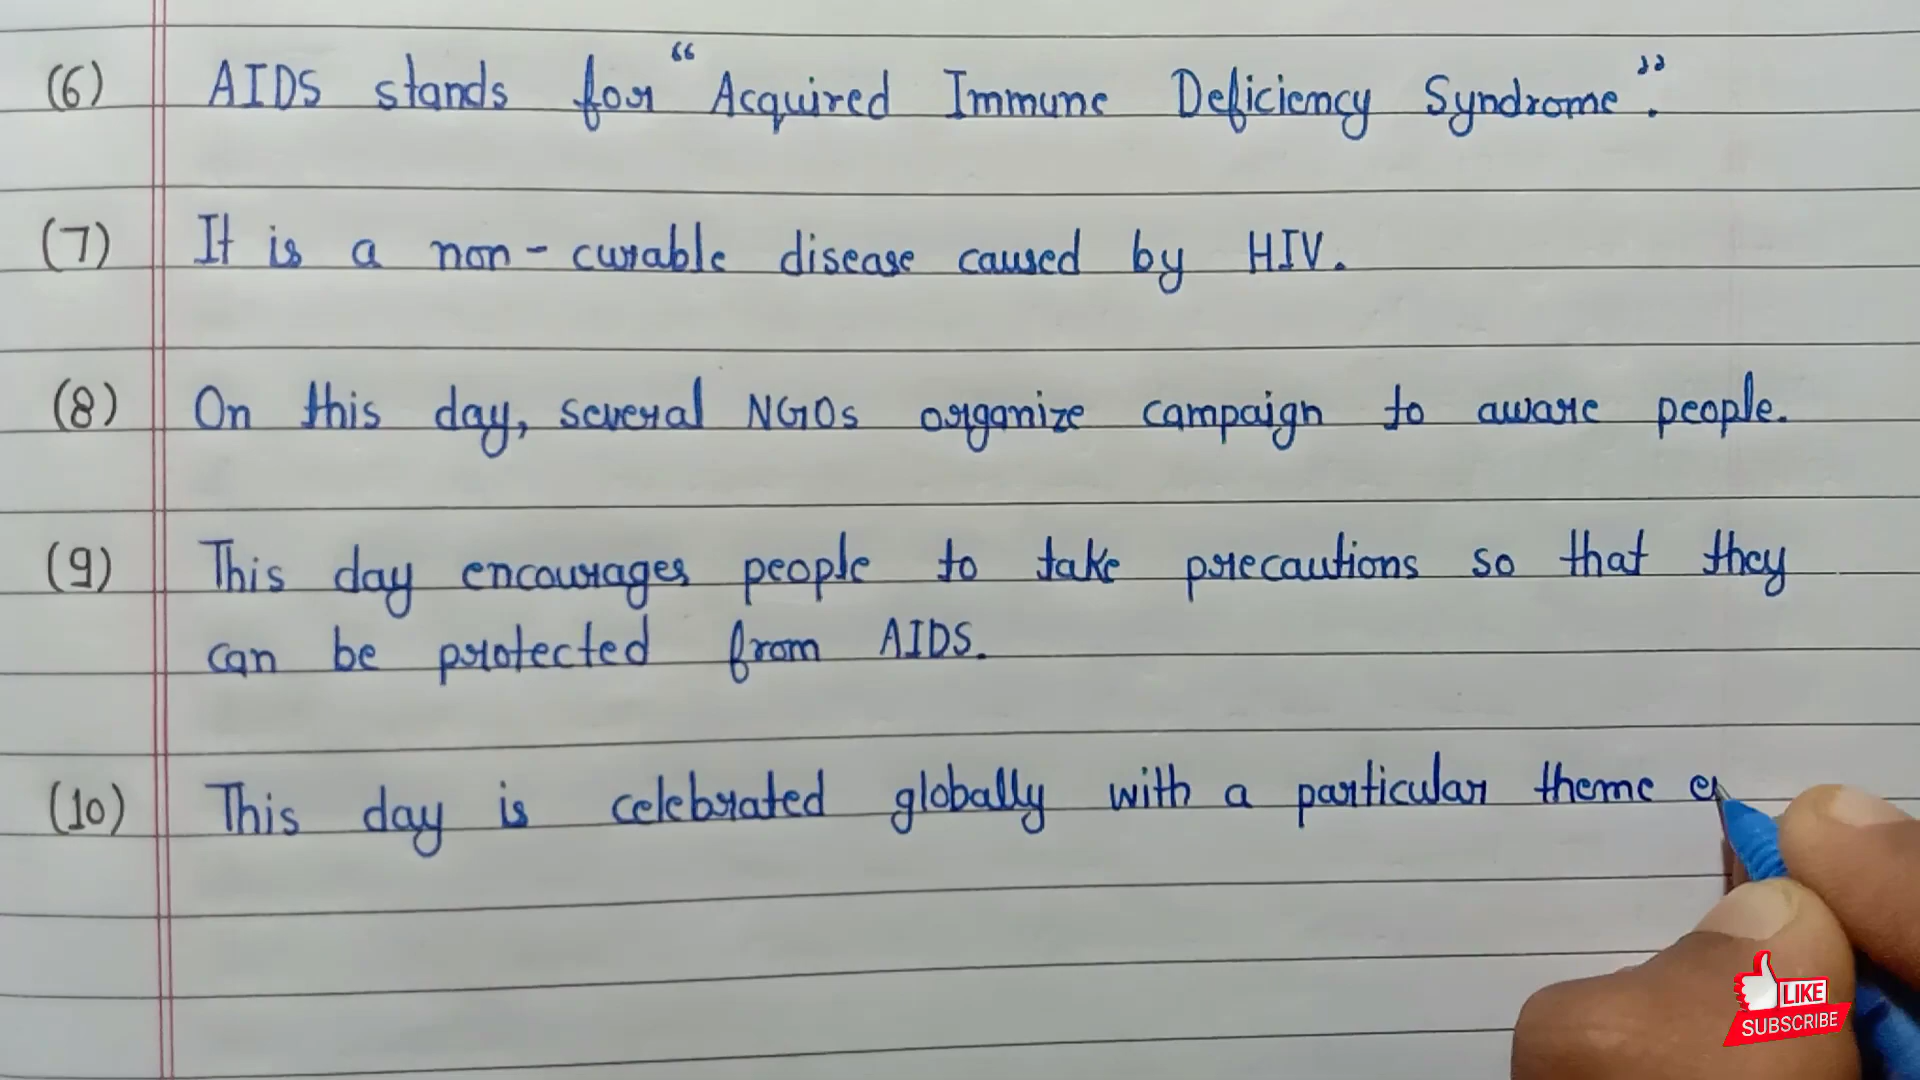 (6) AIDS stands for “Acquired Immune Deficiency Syndrome”.
(7) It is a non-curable disease caused by HIV.
(8) On this day, several NGOs organize campaign to aware people.
(9) This day encourages people to take precautions so that they
can be protected from AIDS.
(10) This day is celebrated globally with a particular theme
LIKE
SUBSCRIBE